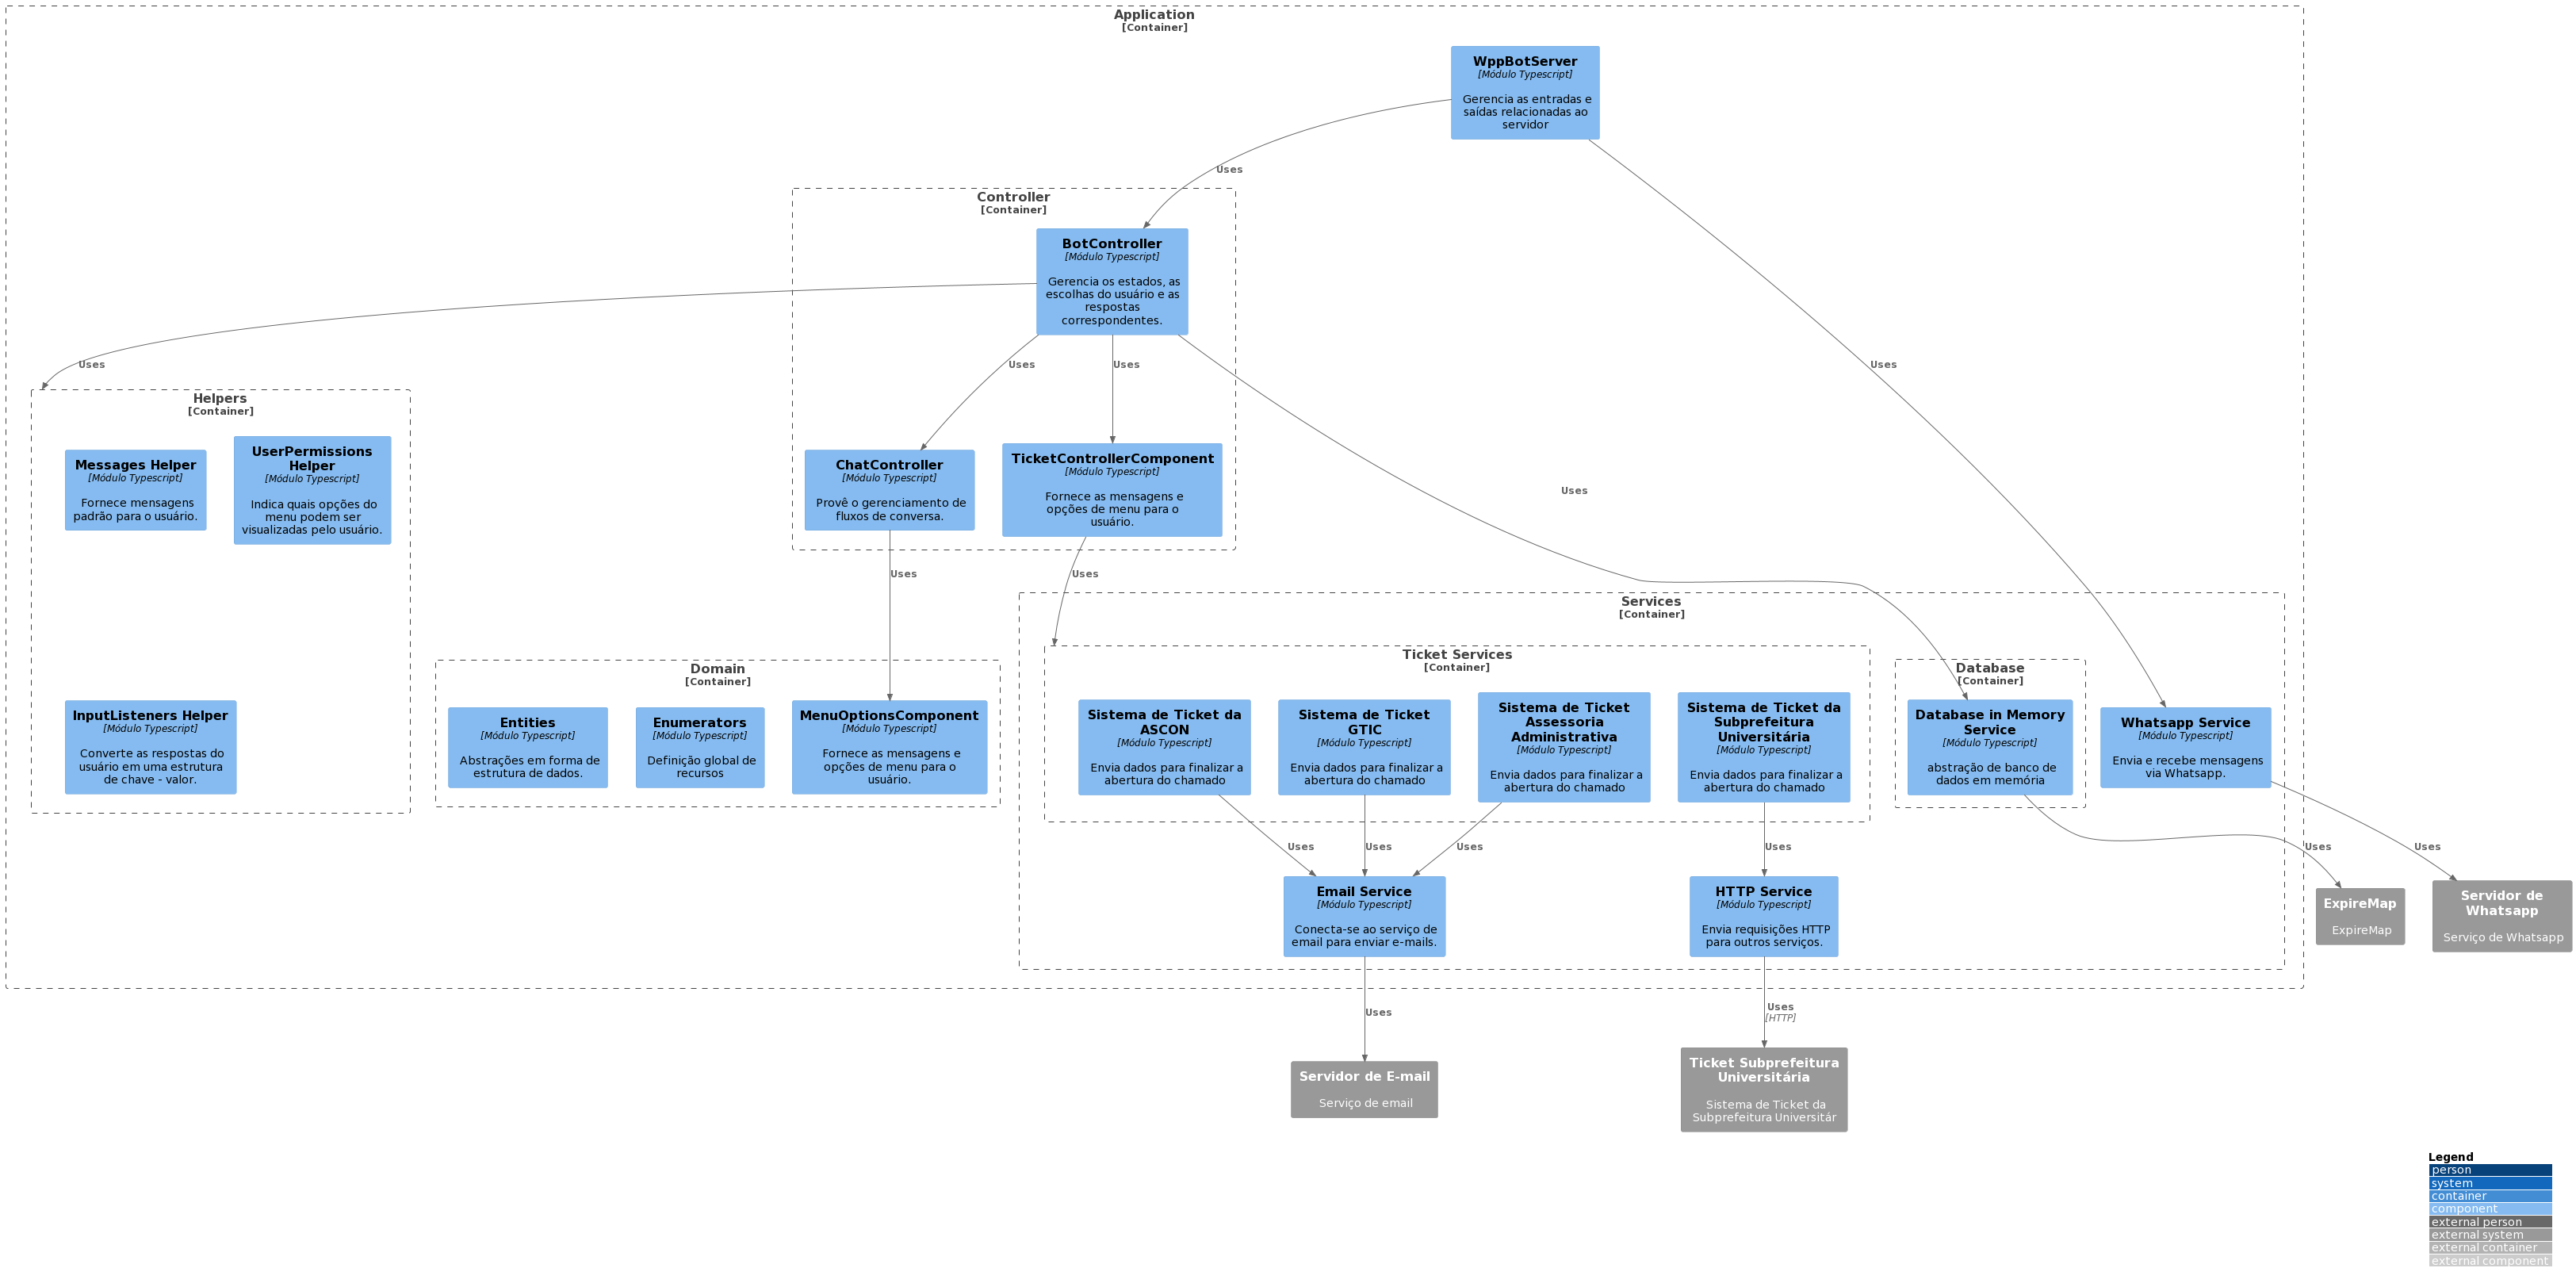 Application
[Container]
WppBotServer
[Módulo Typescript]
Gerencia as entradas e
saídas relacionadas ao
servidor
Uses
Controller
[Container]
BotController
[Módulo Typescript]
Gerencia os estados, as
escolhas do usuário e as
respostas
correspondentes.
Uses
Uses
Uses
Uses
Uses
Helpers
[Container]
Messages Helper
[Módulo Typescript]
Fornece mensagens
padrão para o usuário.
UserPermissions
Helper
[Módulo Typescript]
Indica quais opções do
menu podem ser
visualizadas pelo usuário.
ChatController
[Módulo Typescript]
Provê o gerenciamento de
fluxos de conversa.
TicketControllerComponent
[Módulo Typescript]
Fornece as mensagens e
opções de menu para o
usuário.
Uses
Uses
InputListeners Helper
[Módulo Typescript]
Converte as respostas do
usuário em uma estrutura
de chave - valor.
Domain
[Container]
Entities
[Módulo Typescript]
Abstrações em forma de
estrutura de dados.
Enumerators
[Módulo Typescript]
Definição global de
recursos
MenuOptionsComponent
[Módulo Typescript]
Fornece as mensagens e
opções de menu para o
usuário.
Services
[Container]
Ticket Services
[Container]
Sistema de Ticket da
ASCON
[Módulo Typescript]
Envia dados para finalizar a
abertura do chamado
Sistema de Ticket
GTIC
[Módulo Typescript]
Envia dados para finalizar a
abertura do chamado
Sistema de Ticket
Assessoria
Administrativa
[Módulo Typescript]
Envia dados para finalizar a
abertura do chamado
Sistema de Ticket da
Subprefeitura
Universitária
[Módulo Typescript]
Envia dados para finalizar a
abertura do chamado
Database
[Container]
Database in Memory
Service
[Módulo Typescript]
abstração de banco de
dados em memória
Whatsapp Service
[Módulo Typescript]
Envia e recebe mensagens
via Whatsapp.
Uses
Uses
Uses
Uses
Uses
Uses
Email Service
[Módulo Typescript]
Conecta-se ao serviço de
email para enviar e-mails.
HTTP Service
[Módulo Typescript]
Envia requisições HTTP
para outros serviços.
ExpireMap
ExpireMap
Servidor de
Whatsapp
Serviço de Whatsapp
Uses
Uses
[HTTP]
Servidor de E-mail
Serviço de email
Ticket Subprefeitura
Universitária
Sistema de Ticket da
Subprefeitura Universitár
Legend
person
system
container
component
external person
external system
external container
external component